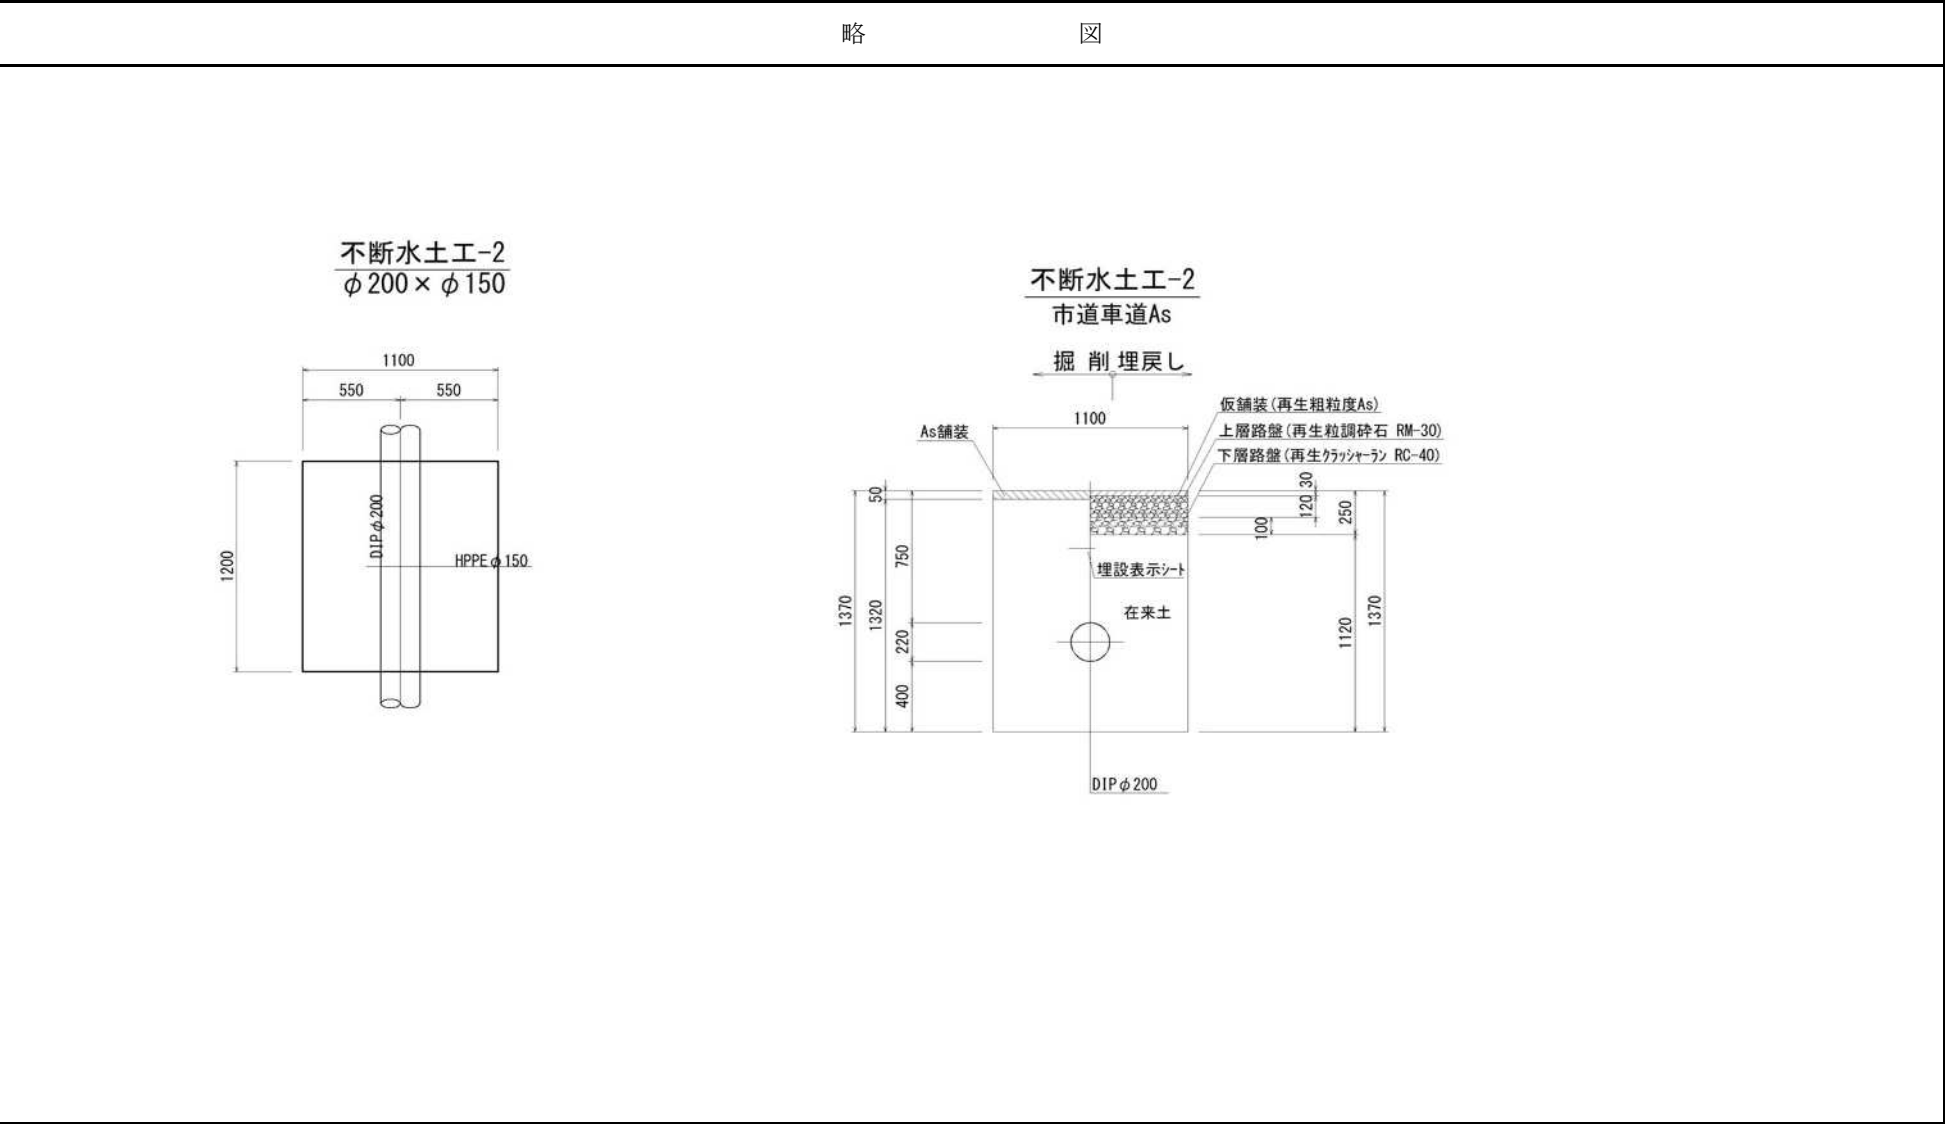 略 図
不断水土工-2
φ200×φ150
1100
550 550
1200
DIPφ200
HPPEφ150
不断水土工-2
市道車道As
掘 削 埋戻し
1100
As舗装
仮舗装(再生粗粒度As)
上層路盤(再生粒調砕石 RM-30)
下層路盤(再生クラッシャーラン RC-40)
50
750
220
400
1320
1370
30
120
100
250
1120
1370
埋設表示シート
在来土
DIPφ200